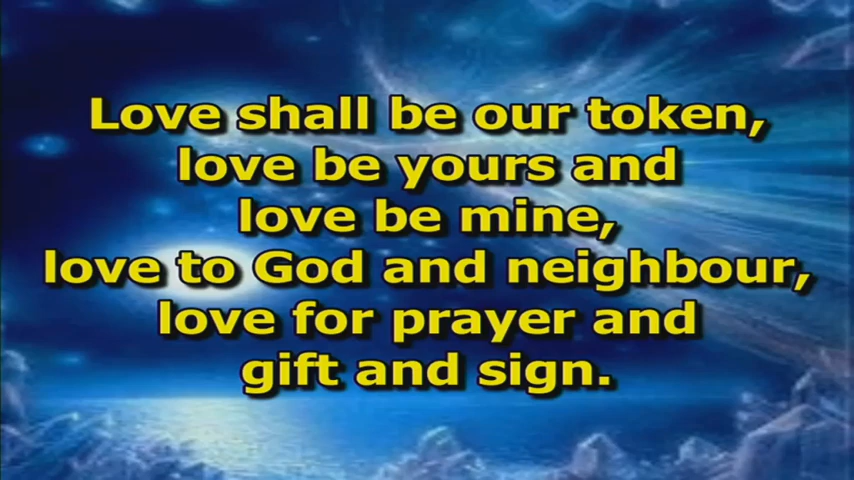 Love shall be our token,
love be yours and
love be mine,
love to God and neighbour,
love for prayer and
gift and sign.